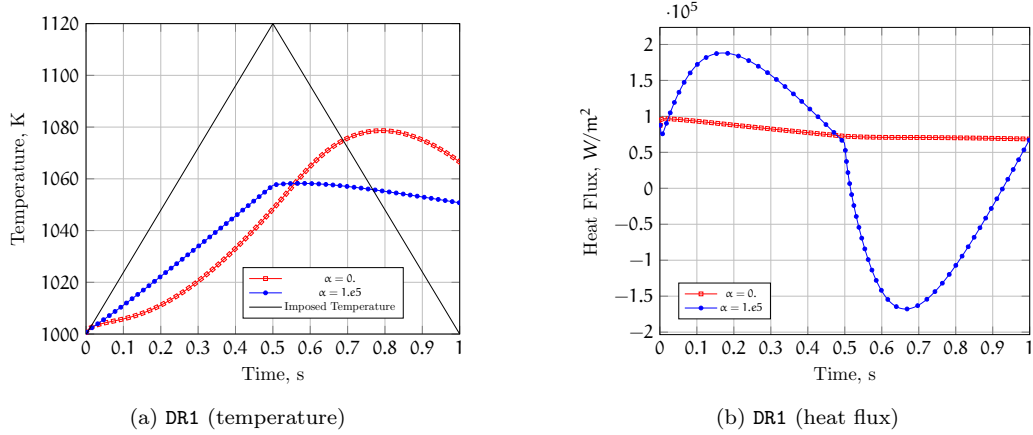 1120
1100
1080
1060
1040
1020
1000
Temperature, K
0 0.1 0.2 0.3 0.4 0.5 0.6 0.7 0.8 0.9 1
Time, s
α = 0.
α = 1.e5
Imposed Temperature
(a) DR1 (temperature)
·10⁵
2
1.5
1
0.5
0
−0.5
−1
−1.5
−2
Heat Flux, W/m²
0 0.1 0.2 0.3 0.4 0.5 0.6 0.7 0.8 0.9 1
Time, s
α = 0.
α = 1.e5
(b) DR1 (heat flux)